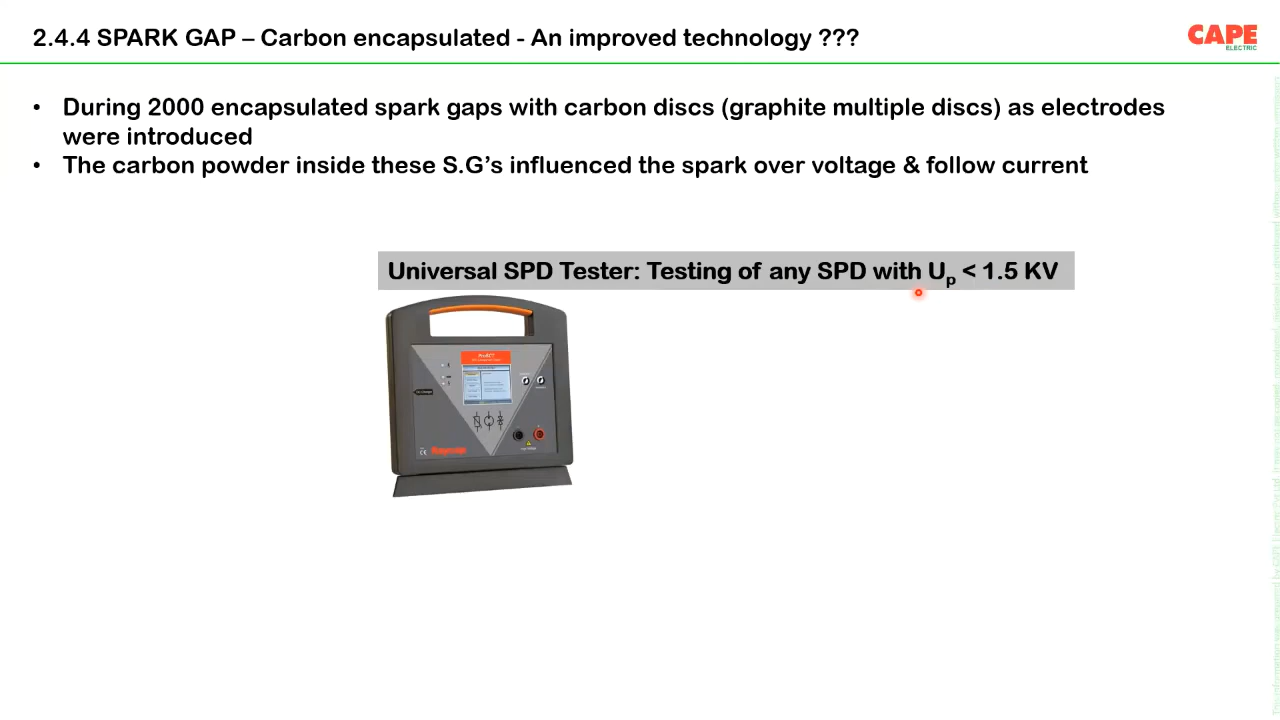 2.4.4 SPARK GAP – Carbon encapsulated - An improved technology ???
CAPE
ELECTRIC
• During 2000 encapsulated spark gaps with carbon discs (graphite multiple discs) as electrodes
were introduced
• The carbon powder inside these S.G’s influenced the spark over voltage & follow current
Universal SPD Tester: Testing of any SPD with Up < 1.5 KV